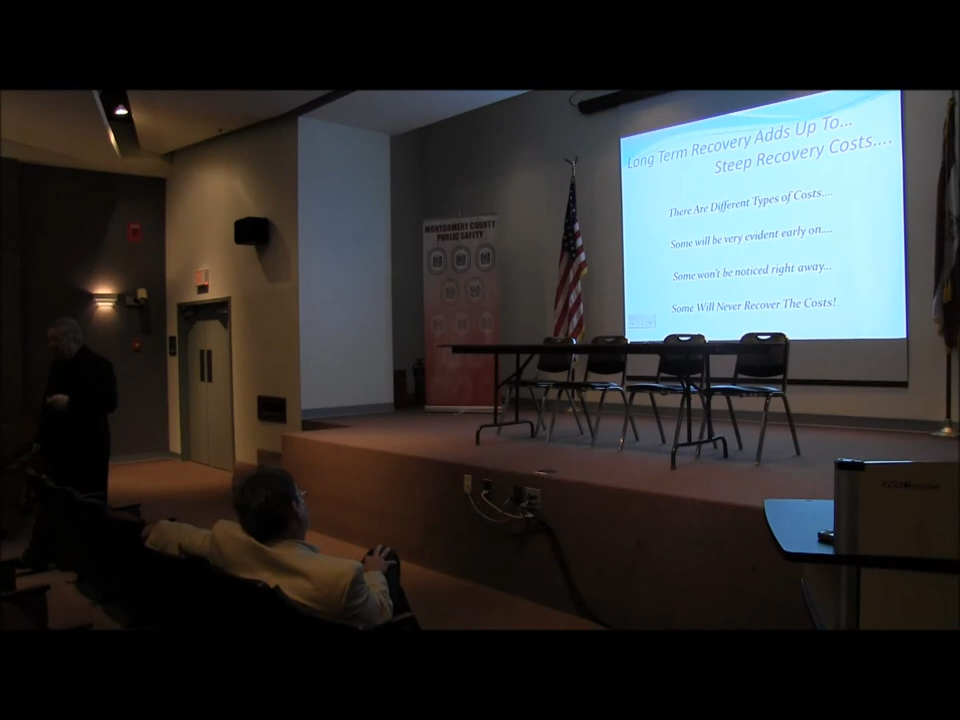 Long Term Recovery Adds Up To...
Steep Recovery Costs....
There Are Different Types of Costs....
Some will be very evident early on....
Some won't be noticed right away...
Some Will Never Recover The Costs!
MONTGOMERY COUNTY
PUBLIC SAFETY